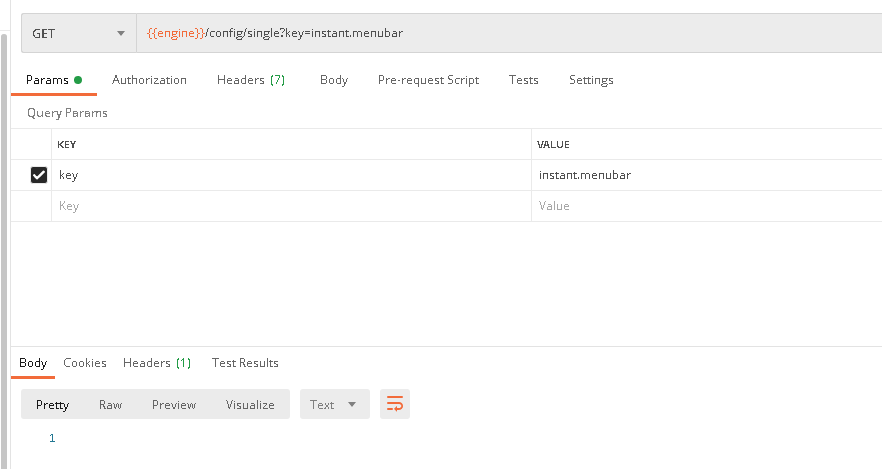 GET {{engine}}/config/single?key=instant.menubar
Params Authorization Headers (7) Body Pre-request Script Tests Settings
Query Params
KEY VALUE
key instant.menubar
Key Value
Body Cookies Headers (1) Test Results
Pretty Raw Preview Visualize Text
1